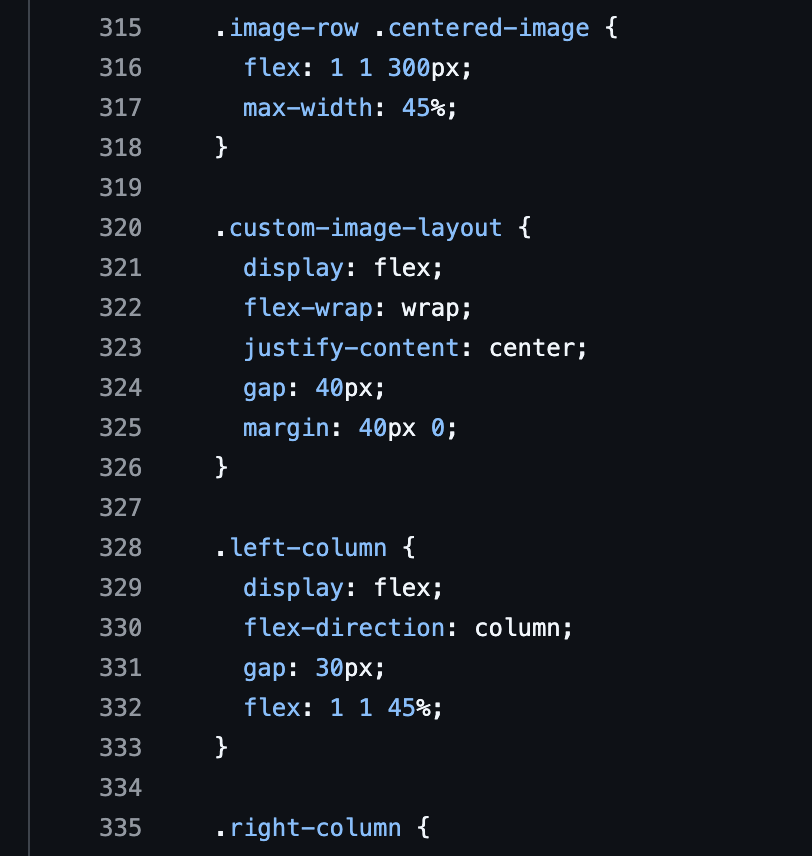 315 .image-row .centered-image {
316 flex: 1 1 300px;
317 max-width: 45%;
318 }
319
320 .custom-image-layout {
321 display: flex;
322 flex-wrap: wrap;
323 justify-content: center;
324 gap: 40px;
325 margin: 40px 0;
326 }
327
328 .left-column {
329 display: flex;
330 flex-direction: column;
331 gap: 30px;
332 flex: 1 1 45%;
333 }
334
335 .right-column {